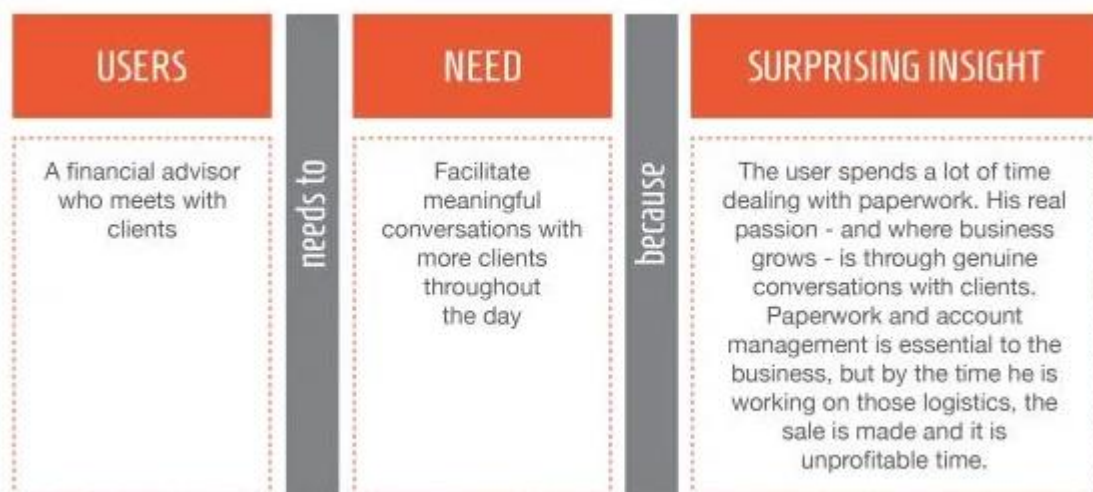 USERS
A financial advisor
who meets with
clients
needs to
NEED
Facilitate
meaningful
conversations with
more clients
throughout
the day
because
SURPRISING INSIGHT
The user spends a lot of time
dealing with paperwork. His real
passion - and where business
grows - is through genuine
conversations with clients.
Paperwork and account
management is essential to the
business, but by the time he is
working on those logistics, the
sale is made and it is
unprofitable time.